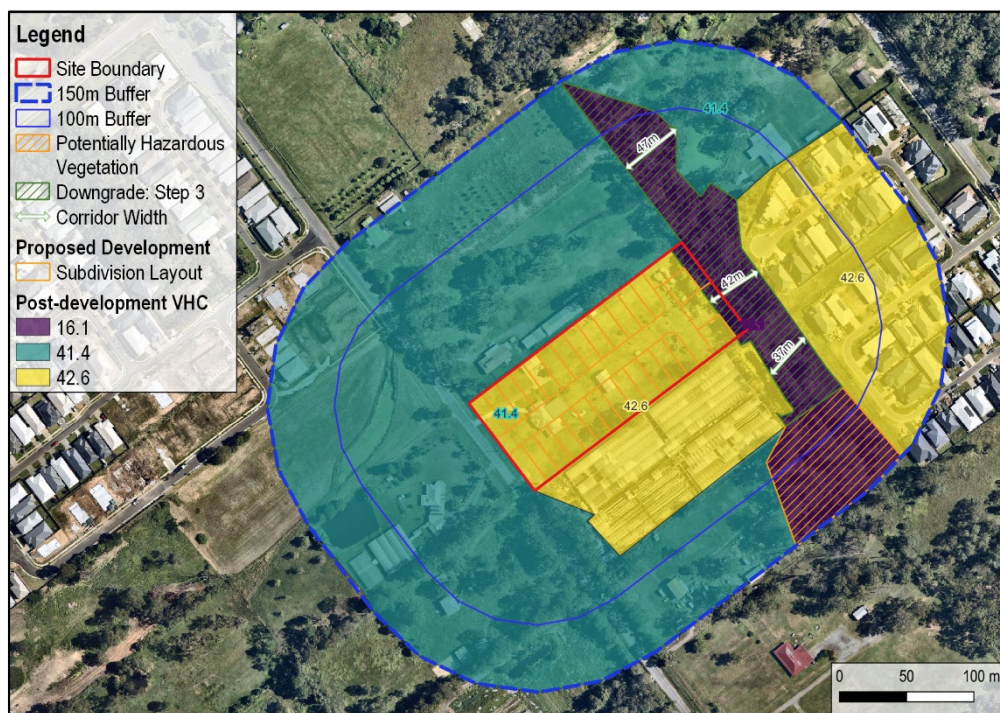 Legend
Site Boundary
150m Buffer
100m Buffer
Potentially Hazardous
Vegetation
Downgrade: Step 3
Corridor Width
Proposed Development
Subdivision Layout
Post-development VHC
16.1
41.4
42.6
41.4
47m
42m
42.6
37m
41.4
42.6
0 50 100 m